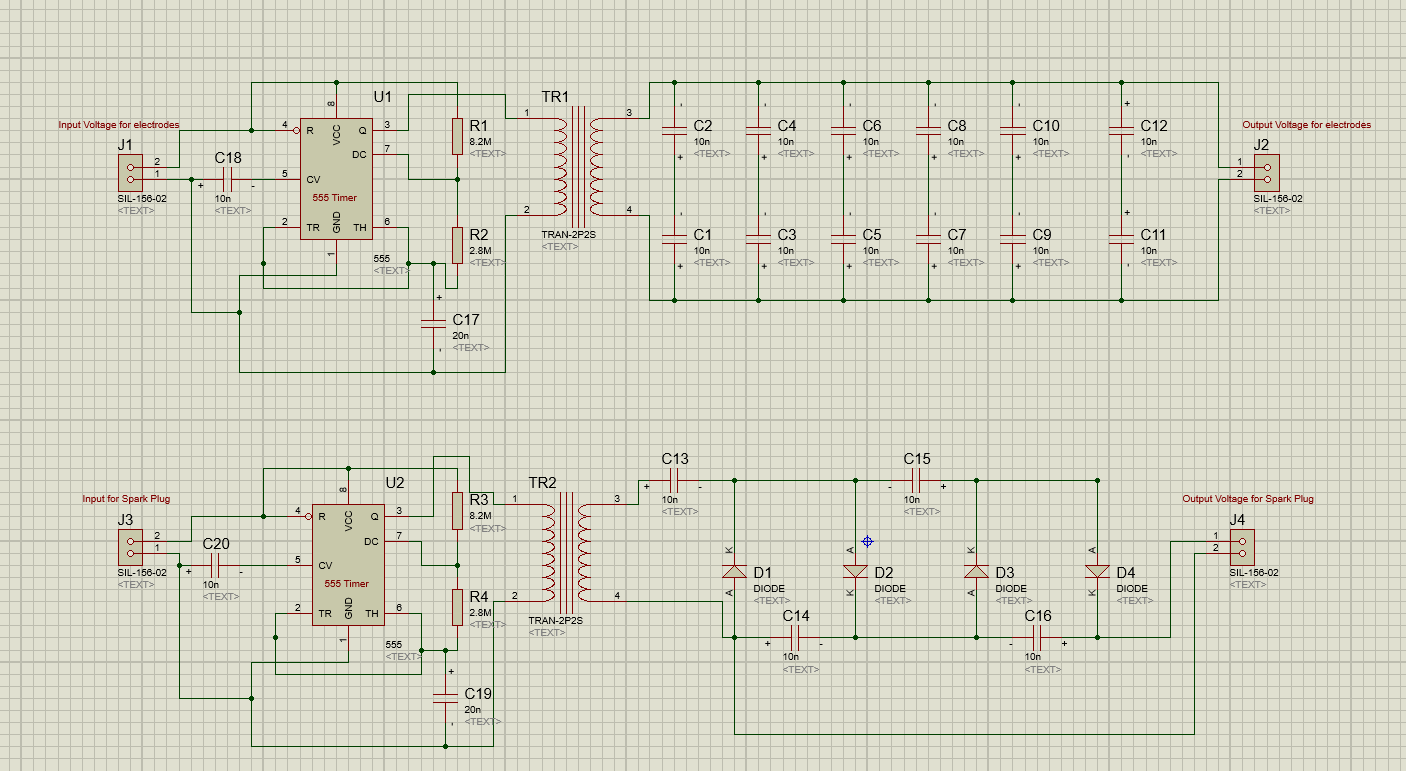 Input Voltage for electrodes
J1
2
1
SIL-156-02
<TEXT>
C18
+
-
10n
<TEXT>
U1
4
R
8
VCC
Q
3
DC
7
5
CV
555 Timer
2
TR
GND
TH
6
1
555
<TEXT>
R1
8.2M
<TEXT>
R2
2.8M
<TEXT>
+
C17
20n
<TEXT>
TR1
1
3
2
4
TRAN-2P2S
<TEXT>
C2
10n
<TEXT>
+
C4
10n
<TEXT>
+
C6
10n
<TEXT>
+
C8
10n
<TEXT>
+
C10
10n
<TEXT>
+
+
C12
10n
<TEXT>
C1
10n
<TEXT>
+
C3
10n
<TEXT>
+
C5
10n
<TEXT>
+
C7
10n
<TEXT>
+
C9
10n
<TEXT>
+
+
C11
10n
<TEXT>
Output Voltage for electrodes
J2
1
2
SIL-156-02
<TEXT>
Input for Spark Plug
J3
2
1
SIL-156-02
<TEXT>
C20
+
-
10n
<TEXT>
U2
4
R
8
VCC
Q
3
DC
7
5
CV
555 Timer
2
TR
GND
TH
6
1
555
<TEXT>
R3
8.2M
<TEXT>
R4
2.8M
<TEXT>
+
C19
20n
<TEXT>
TR2
1
3
2
4
TRAN-2P2S
<TEXT>
C13
+
-
10n
<TEXT>
C15
-
+
10n
<TEXT>
K
D1
DIODE
A
<TEXT>
A
D2
DIODE
K
<TEXT>
K
D3
DIODE
A
<TEXT>
A
D4
DIODE
K
<TEXT>
C14
+
-
10n
<TEXT>
C16
-
+
10n
<TEXT>
Output Voltage for Spark Plug
J4
1
2
SIL-156-02
<TEXT>